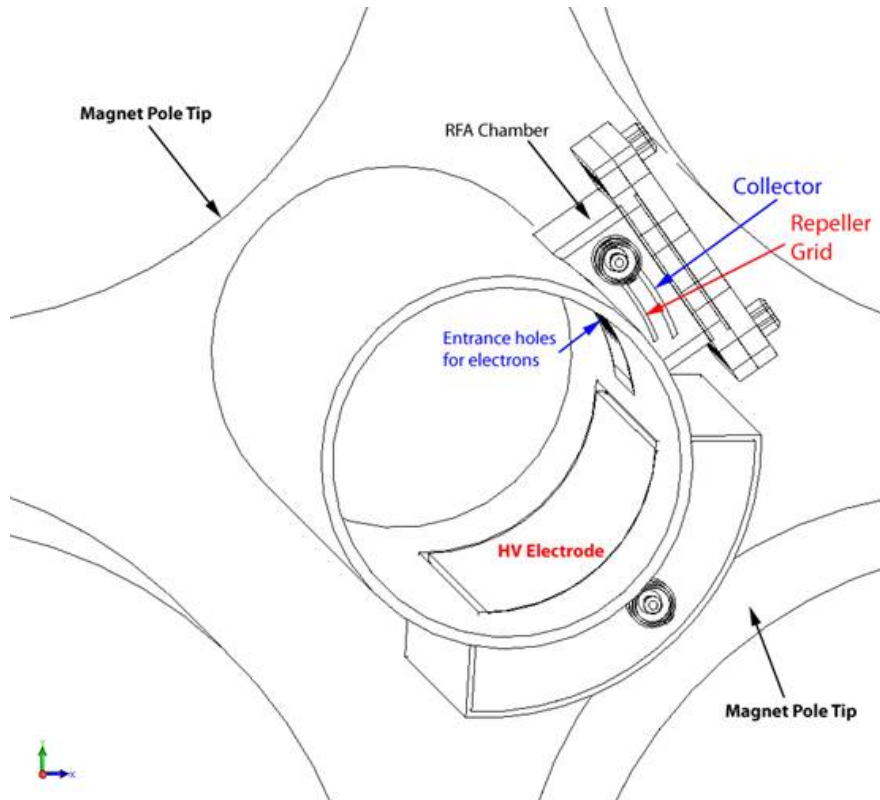 Magnet Pole Tip
RFA Chamber
Collector
Repeller
Grid
Entrance holes
for electrons
HV Electrode
Magnet Pole Tip
Y
X